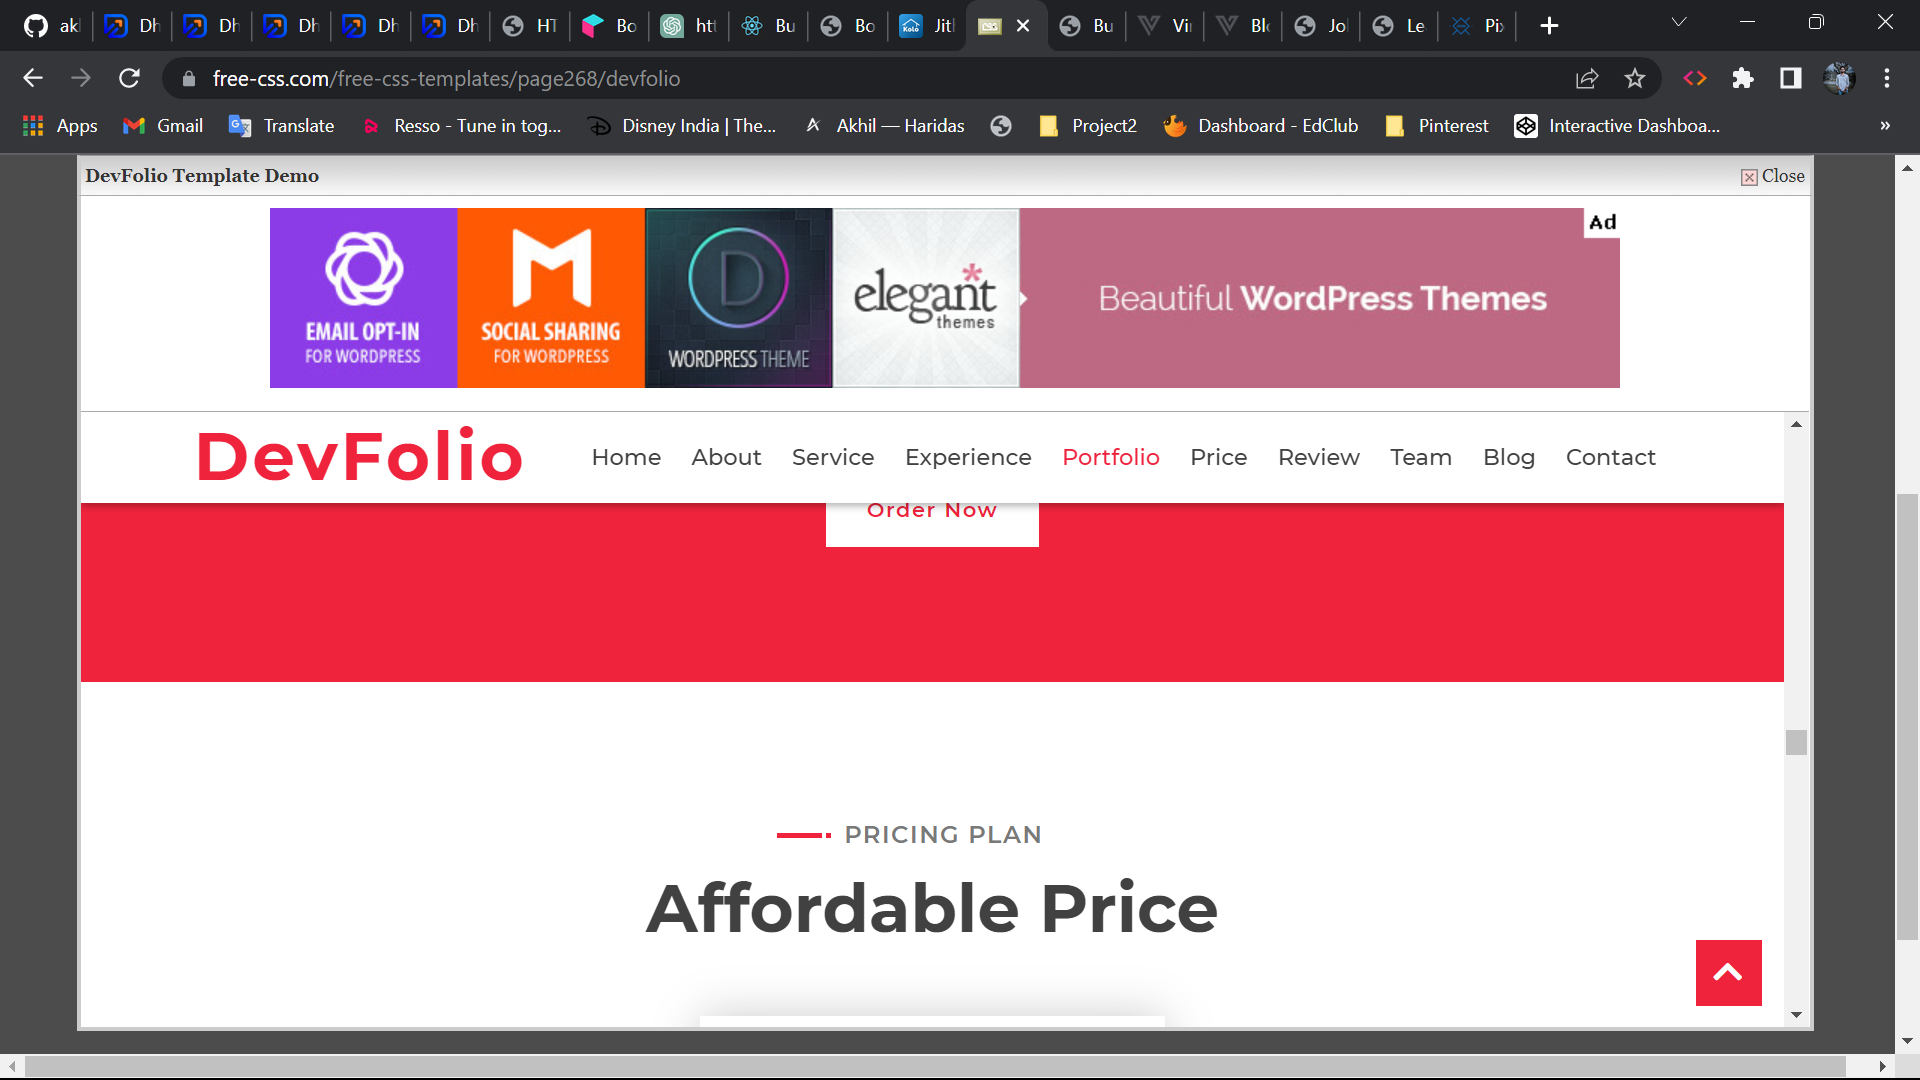 ak Dh Dh Dh Dh Dh HT Bo htt Bu Bo Jith Bu Vi Blo Jo Le Pix
free-css.com/free-css-templates/page268/devfolio
Apps Gmail Translate Resso - Tune in tog... Disney India | The... Akhil — Haridas Project2 Dashboard - EdClub Pinterest Interactive Dashboa... »
DevFolio Template Demo Close
Ad
EMAIL OPT-IN
FOR WORDPRESS
SOCIAL SHARING
FOR WORDPRESS
D
WORDPRESS THEME
elegant
themes
Beautiful WordPress Themes
DevFolio Home About Service Experience Portfolio Price Review Team Blog Contact
Order Now
PRICING PLAN
Affordable Price